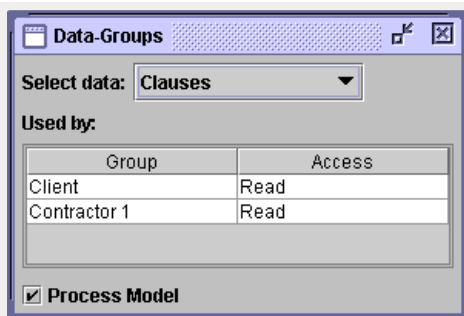 Data-Groups
Select data: Clauses
Used by:
Group Access
Client Read
Contractor 1 Read
Process Model